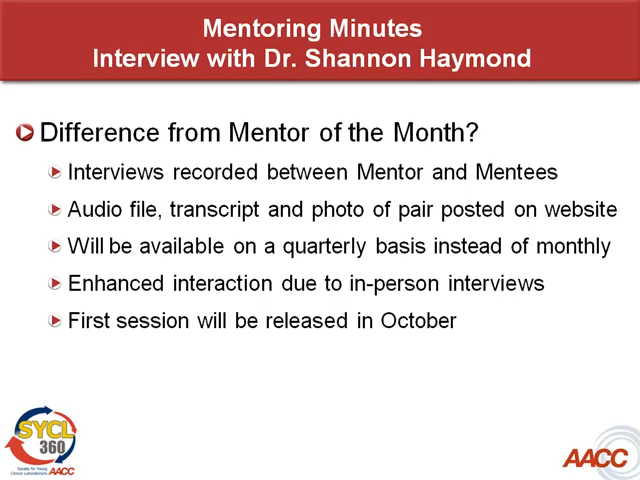 Mentoring Minutes
Interview with Dr. Shannon Haymond
Difference from Mentor of the Month?
Interviews recorded between Mentor and Mentees
Audio file, transcript and photo of pair posted on website
Will be available on a quarterly basis instead of monthly
Enhanced interaction due to in-person interviews
First session will be released in October
SYCL
360
Society for Young
Clinical Laboratorians AACC
AACC